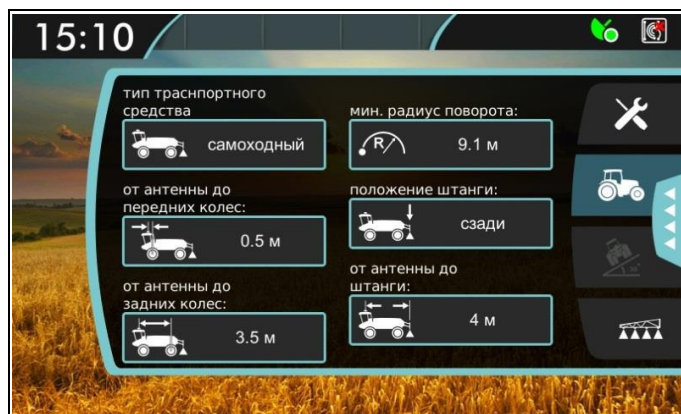 15:10
тип траснпортного
средства
самоходный
от антенны до
передних колес:
0.5 м
от антенны до
задних колес:
3.5 м
мин. радиус поворота:
R
9.1 м
положение штанги:
сзади
от антенны до
штанги:
4 м